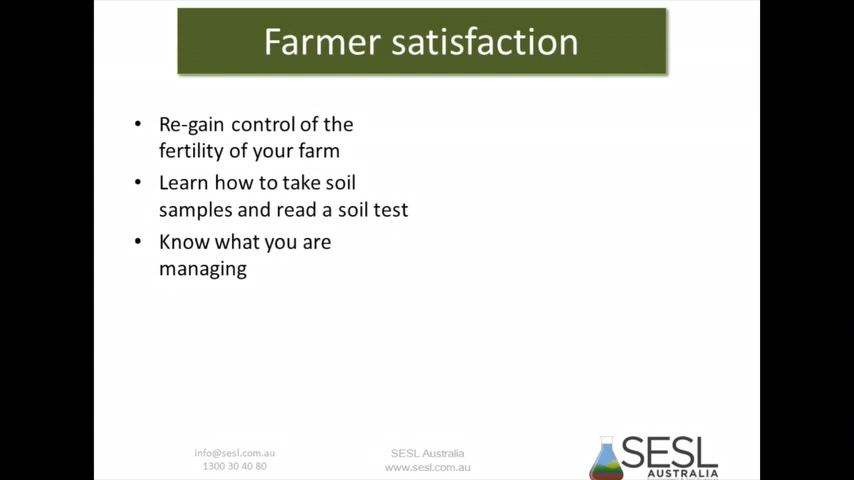 Farmer satisfaction
• Re-gain control of the
fertility of your farm
• Learn how to take soil
samples and read a soil test
• Know what you are
managing
info@sesl.com.au
1300 30 40 80
SESL Australia
www.sesl.com.au
SESL
AUSTRALIA